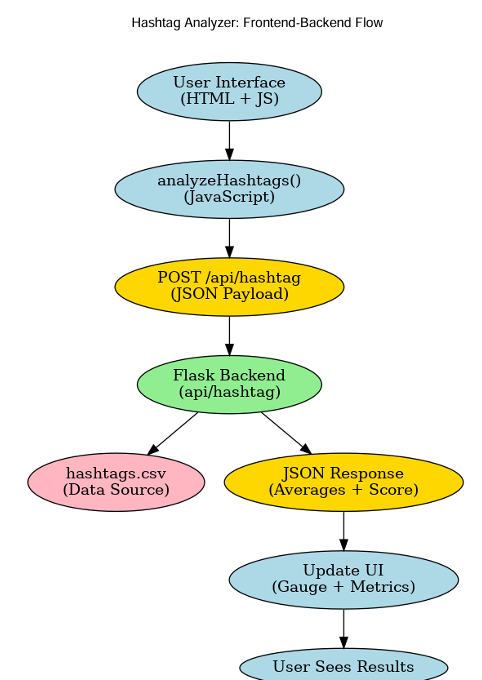 Hashtag Analyzer: Frontend-Backend Flow
User Interface
(HTML + JS)
analyzeHashtags()
(JavaScript)
POST /api/hashtag
(JSON Payload)
Flask Backend
(api/hashtag)
hashtags.csv
(Data Source)
JSON Response
(Averages + Score)
Update UI
(Gauge + Metrics)
User Sees Results